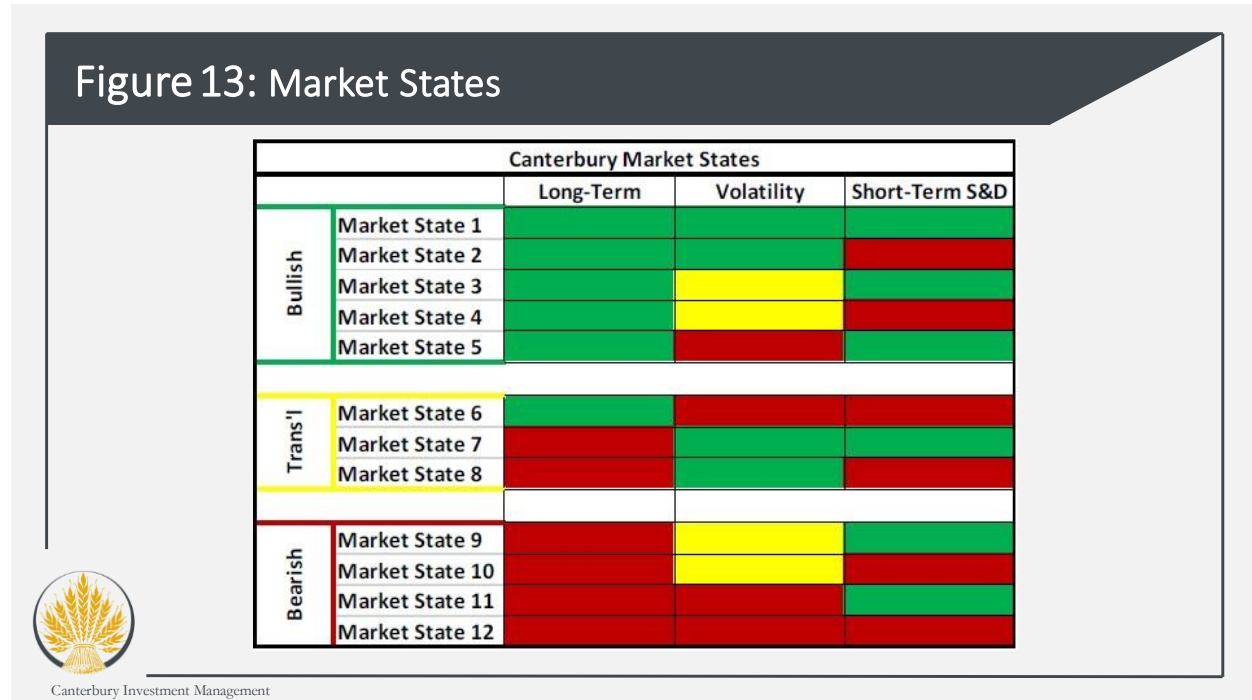 Figure 13: Market States
Canterbury Market States
Long-Term Volatility Short-Term S&D
Bullish
Market State 1
Market State 2
Market State 3
Market State 4
Market State 5
Trans'l
Market State 6
Market State 7
Market State 8
Bearish
Market State 9
Market State 10
Market State 11
Market State 12
Canterbury Investment Management